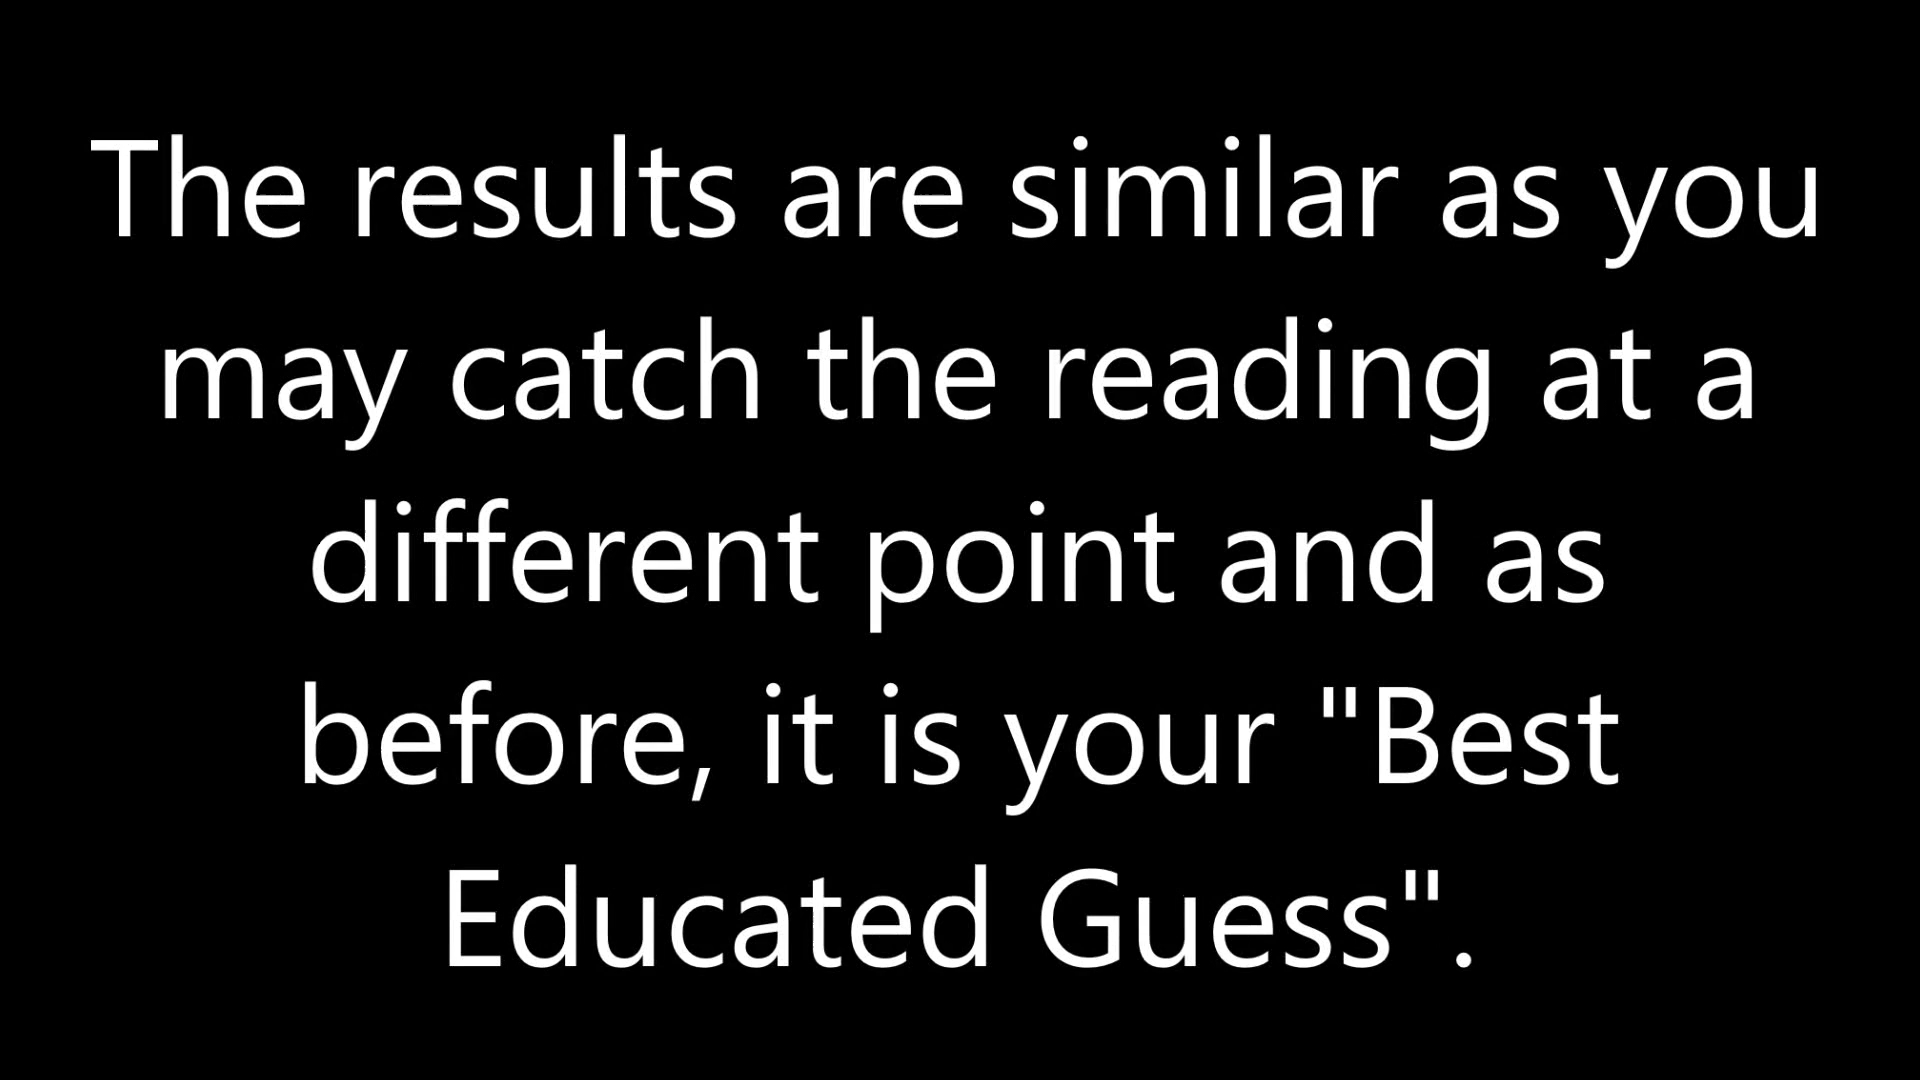 The results are similar as you
may catch the reading at a
different point and as
before, it is your "Best
Educated Guess".